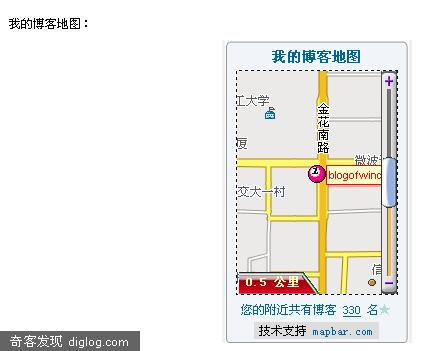 我的博客地图：
我的博客地图
工大学
厦
金花南路
微波
1
blogofwinc
交大一村
信
0.5 公里
您的附近共有博客 330 名
技术支持 mapbar.com
奇客发现 diglog.com